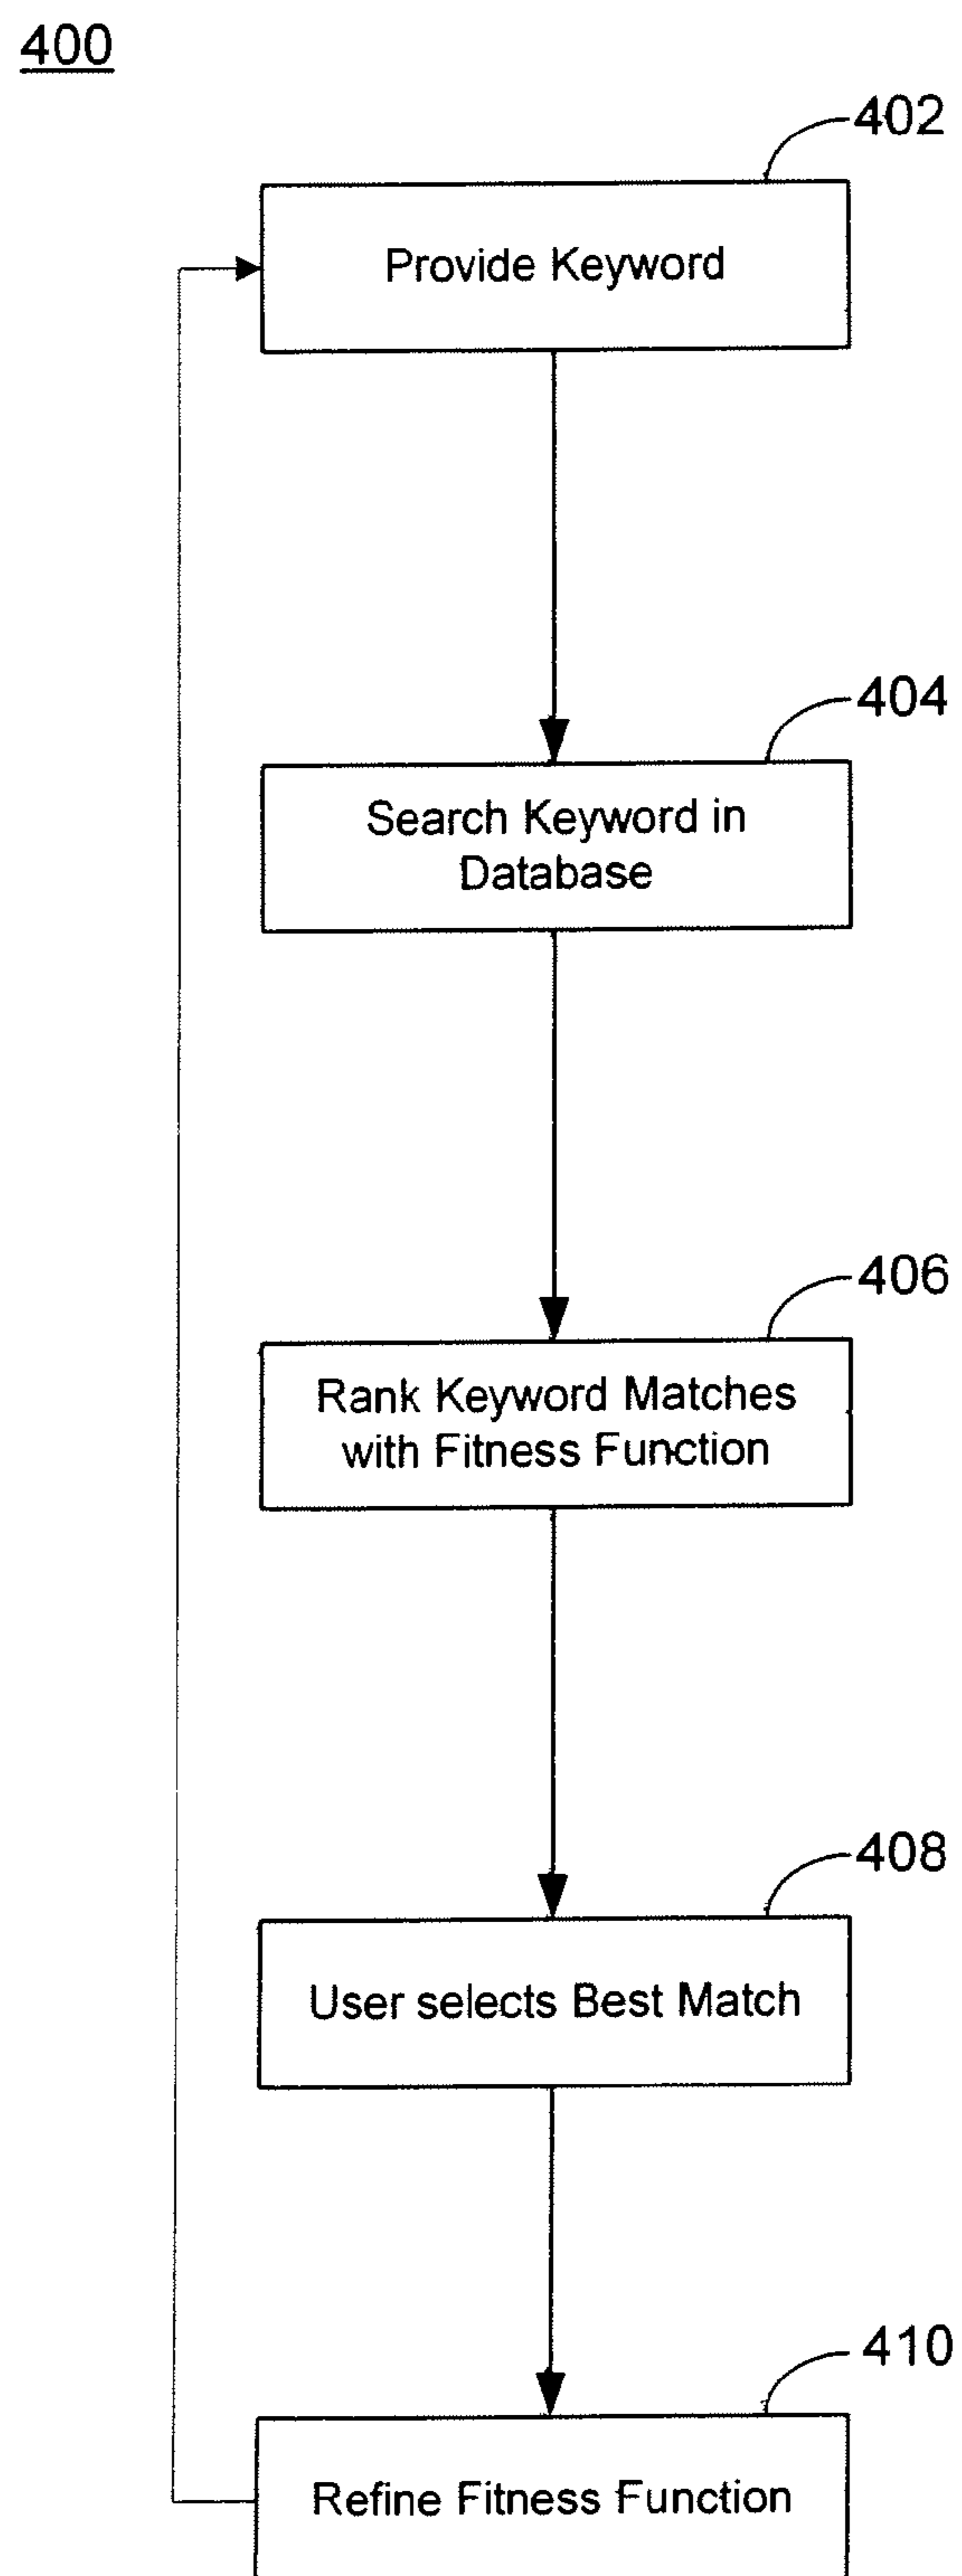 400
402
Provide Keyword
404
Search Keyword in
Database
406
Rank Keyword Matches
with Fitness Function
408
User selects Best Match
410
Refine Fitness Function